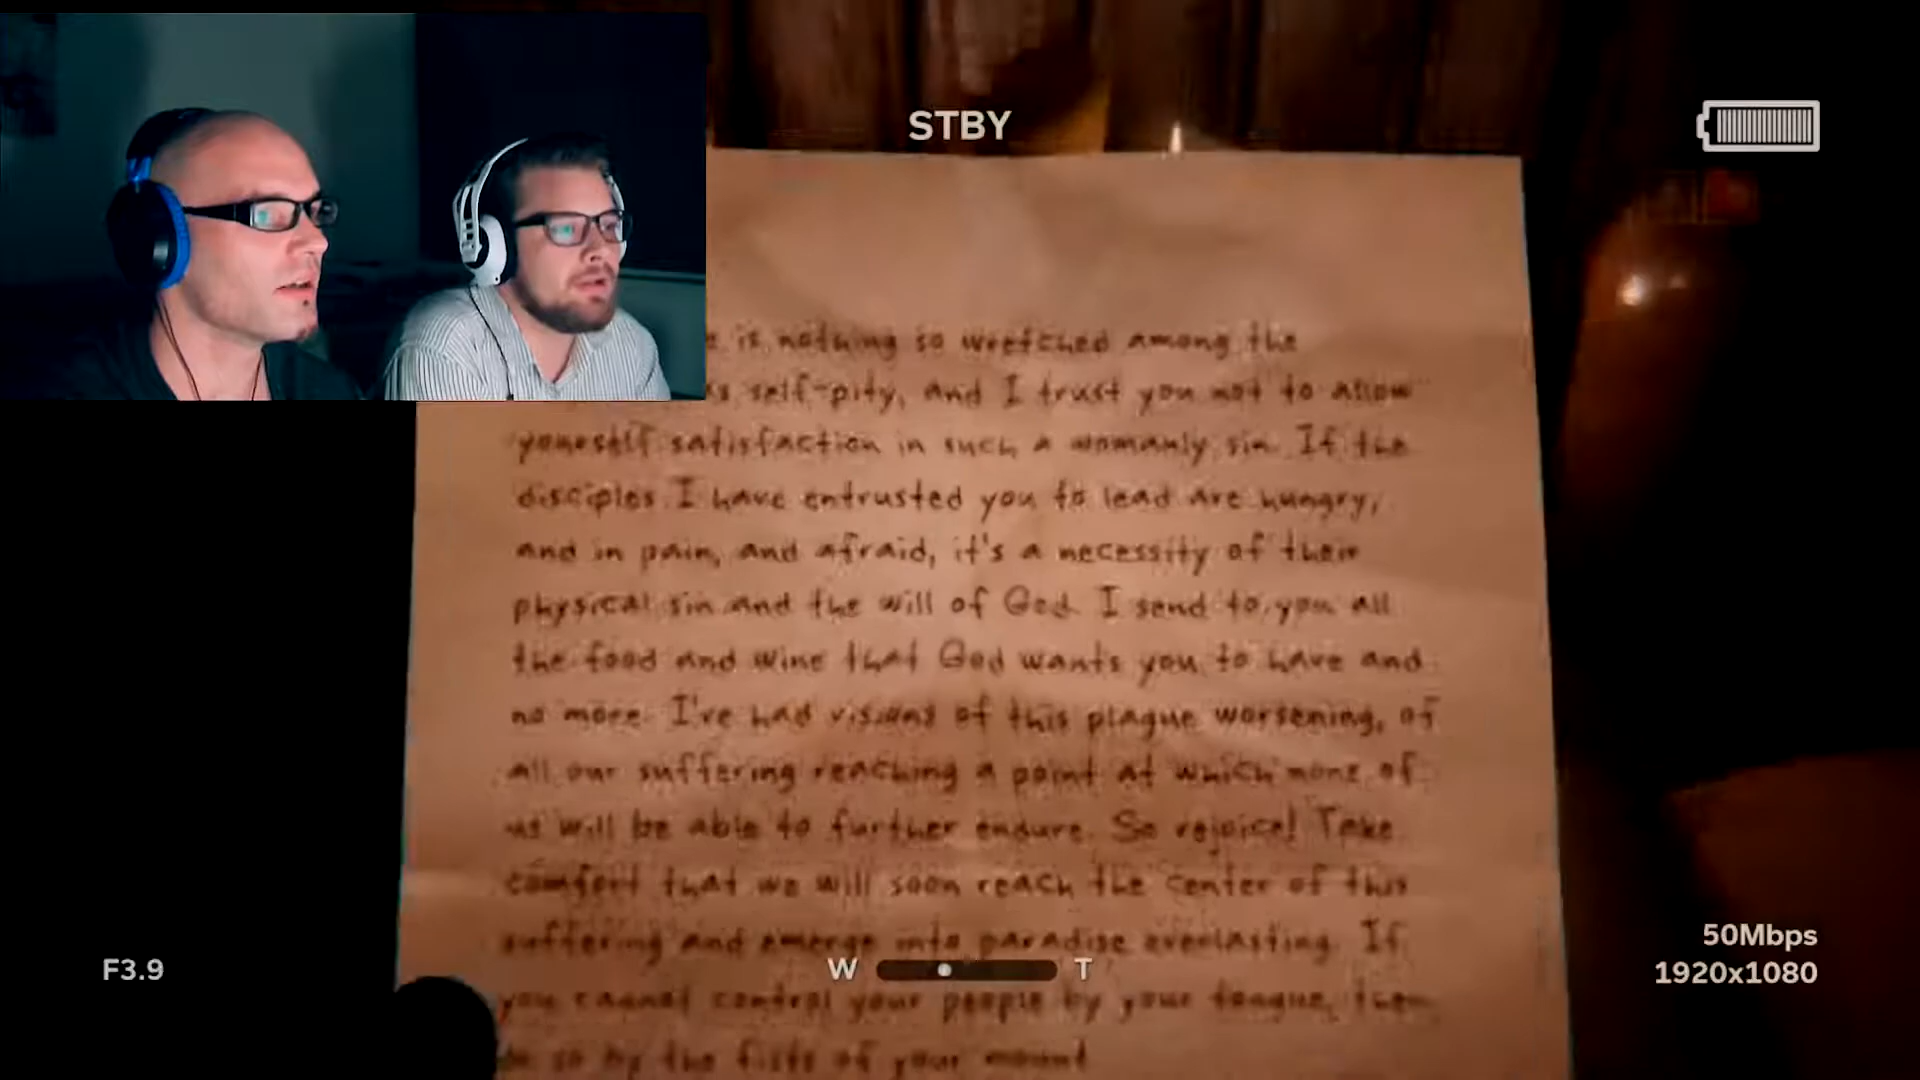 STBY
is nothing so wretched among the
self-pity, and I trust you not to allow
satisfaction in such a womanly sin. If the
disciples I have entrusted you to lead are hungry,
and in pain, and afraid, it's a necessity of their
physical sin and the will of God. I send to you all
the food and wine that God wants you to have and
no more. I've had visions of this plague worsening, of
all our suffering reaching a point at which none of
us will be able to further endure. So rejoice! Take
comfort that we will soon reach the center of this
suffering and emerge into paradise everlasting. If
you cannot control your people by your tongue, then
do so by the fists of your mount
F3.9
W T
50Mbps
1920x1080